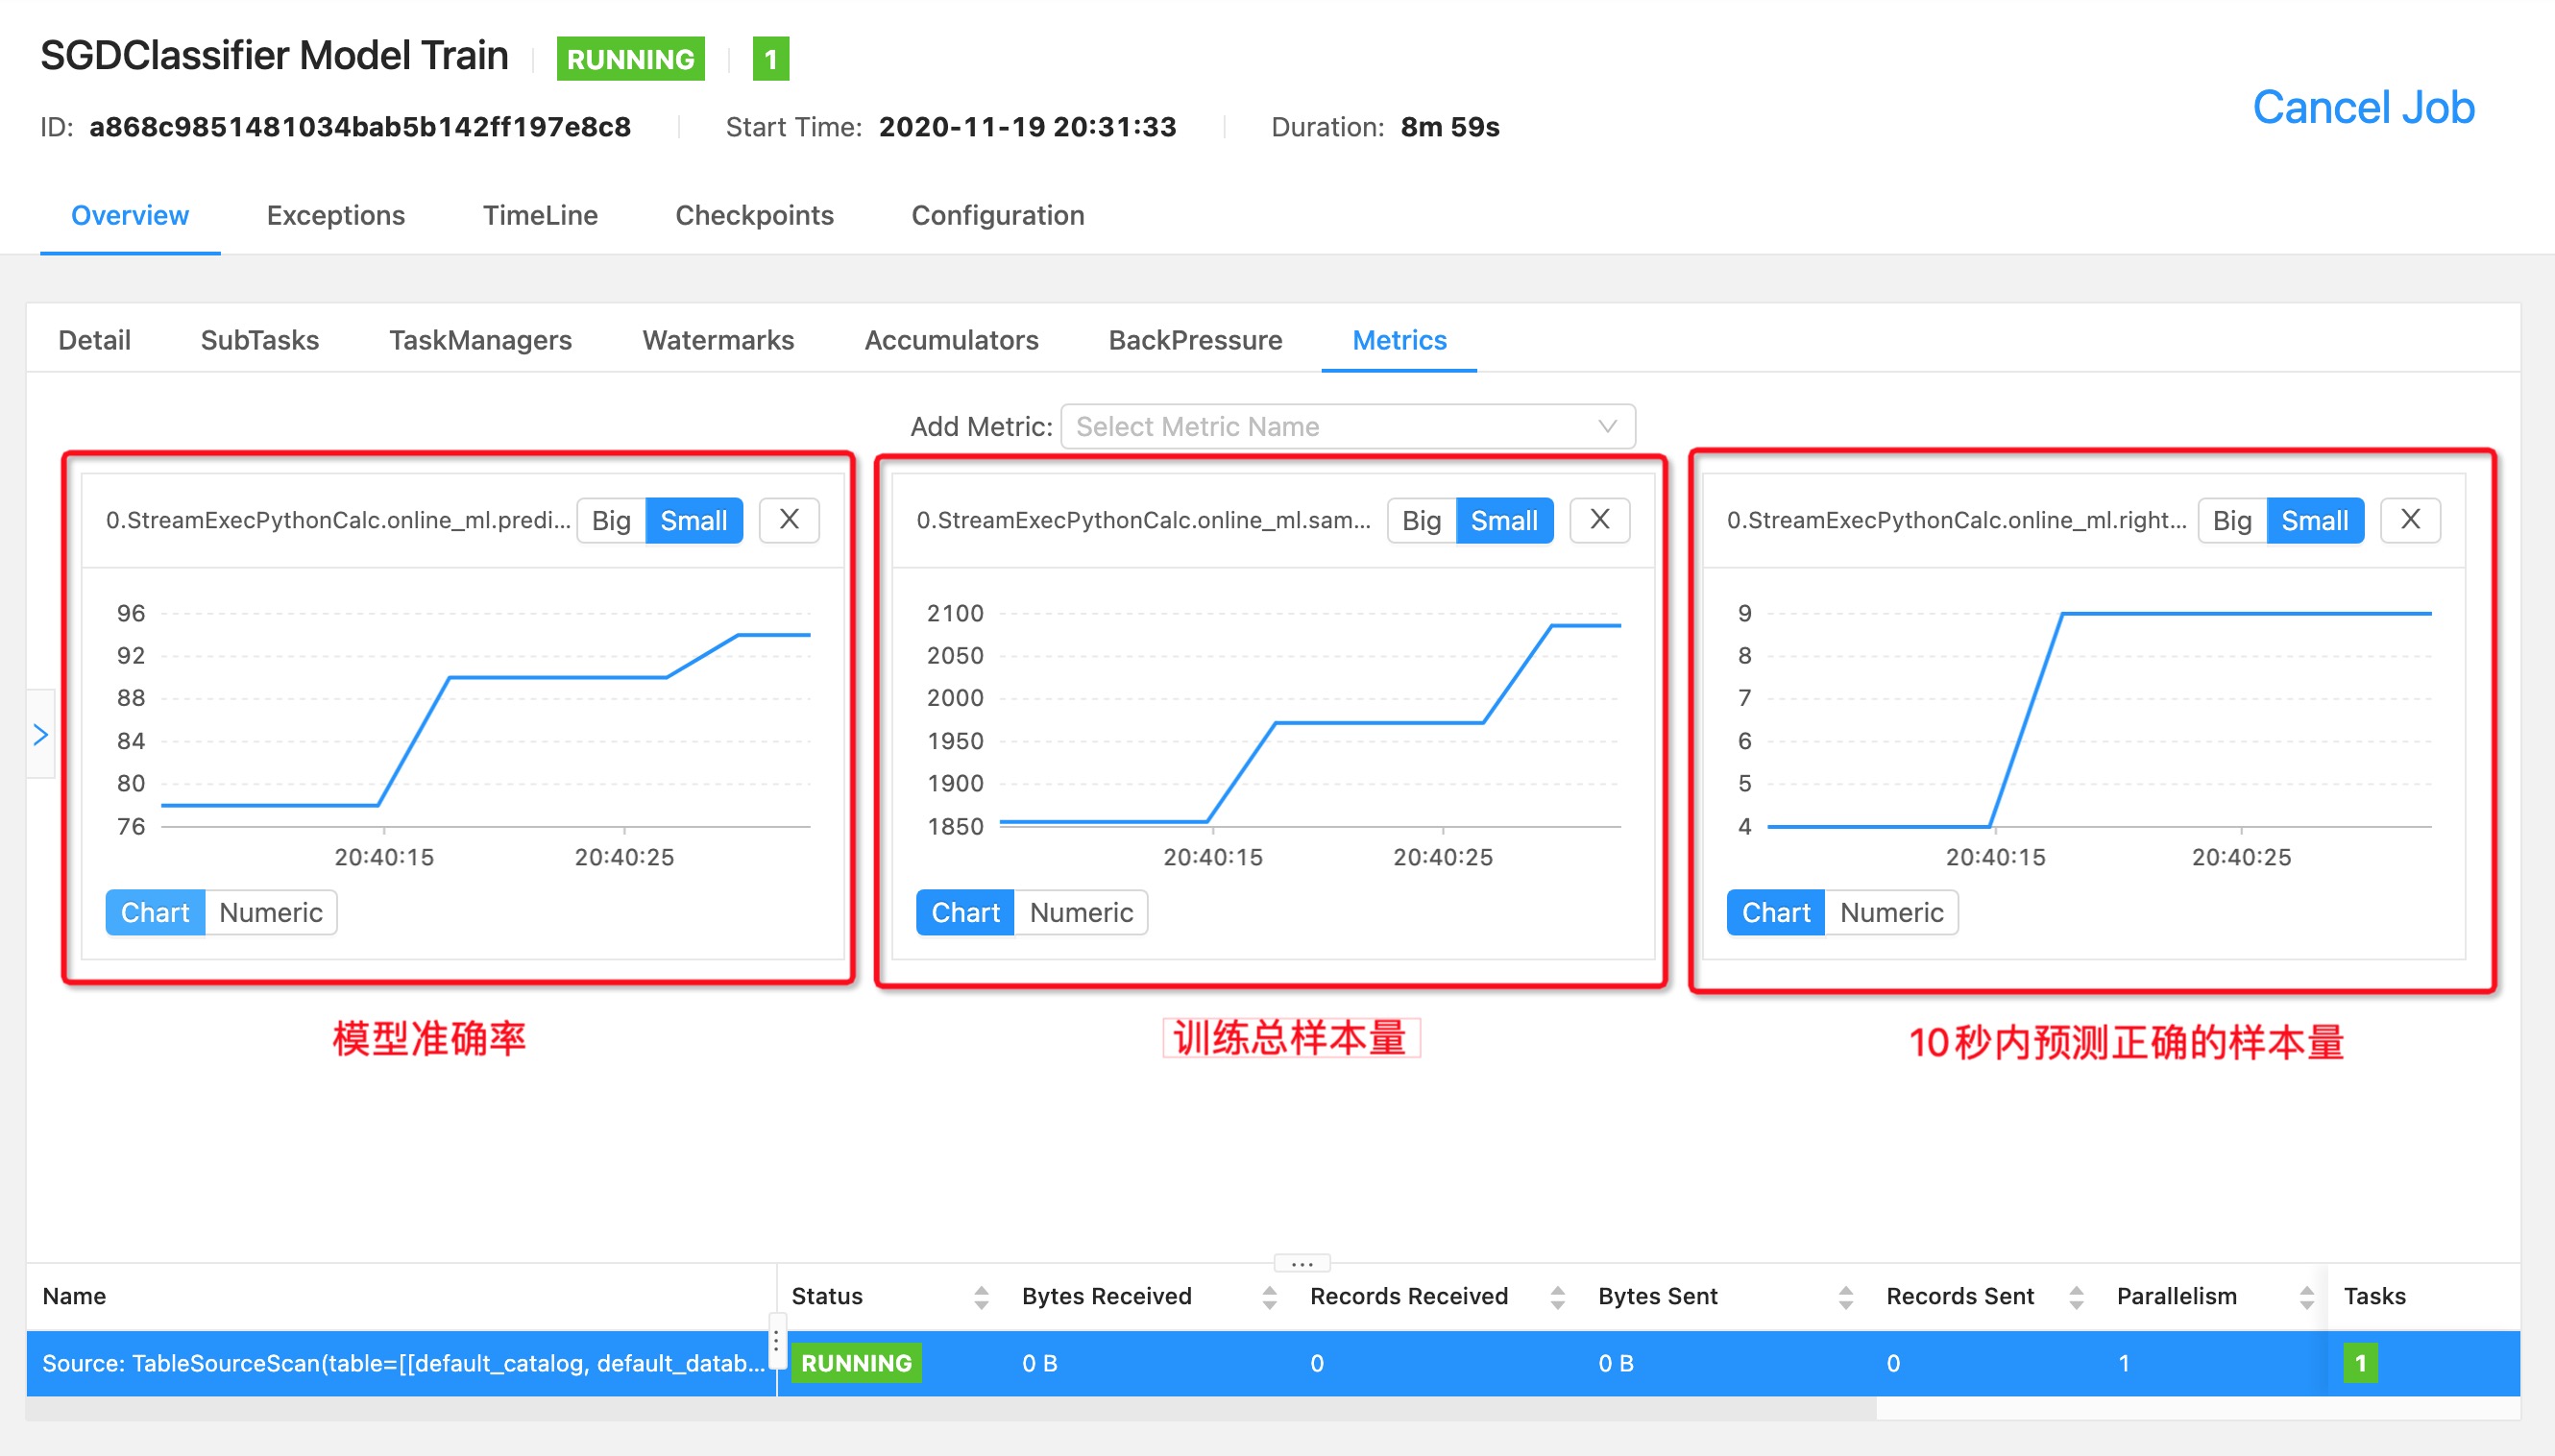 SGDClassifier Model Train RUNNING 1
ID: a868c9851481034bab5b142ff197e8c8 Start Time: 2020-11-19 20:31:33 Duration: 8m 59s
Cancel Job
Overview Exceptions TimeLine Checkpoints Configuration
Detail SubTasks TaskManagers Watermarks Accumulators BackPressure Metrics
Add Metric: Select Metric Name
0.StreamExecPythonCalc.online_ml.predi... Big Small X
96
92
88
84
80
76
20:40:15 20:40:25
Chart Numeric
模型准确率
0.StreamExecPythonCalc.online_ml.sam... Big Small X
2100
2050
2000
1950
1900
1850
20:40:15 20:40:25
Chart Numeric
训练总样本量
0.StreamExecPythonCalc.online_ml.right... Big Small X
9
8
7
6
5
4
20:40:15 20:40:25
Chart Numeric
10秒内预测正确的样本量
Name Status Bytes Received Records Received Bytes Sent Records Sent Parallelism Tasks
Source: TableSourceScan(table=[[default_catalog, default_datab... RUNNING 0 B 0 0 B 0 1 1